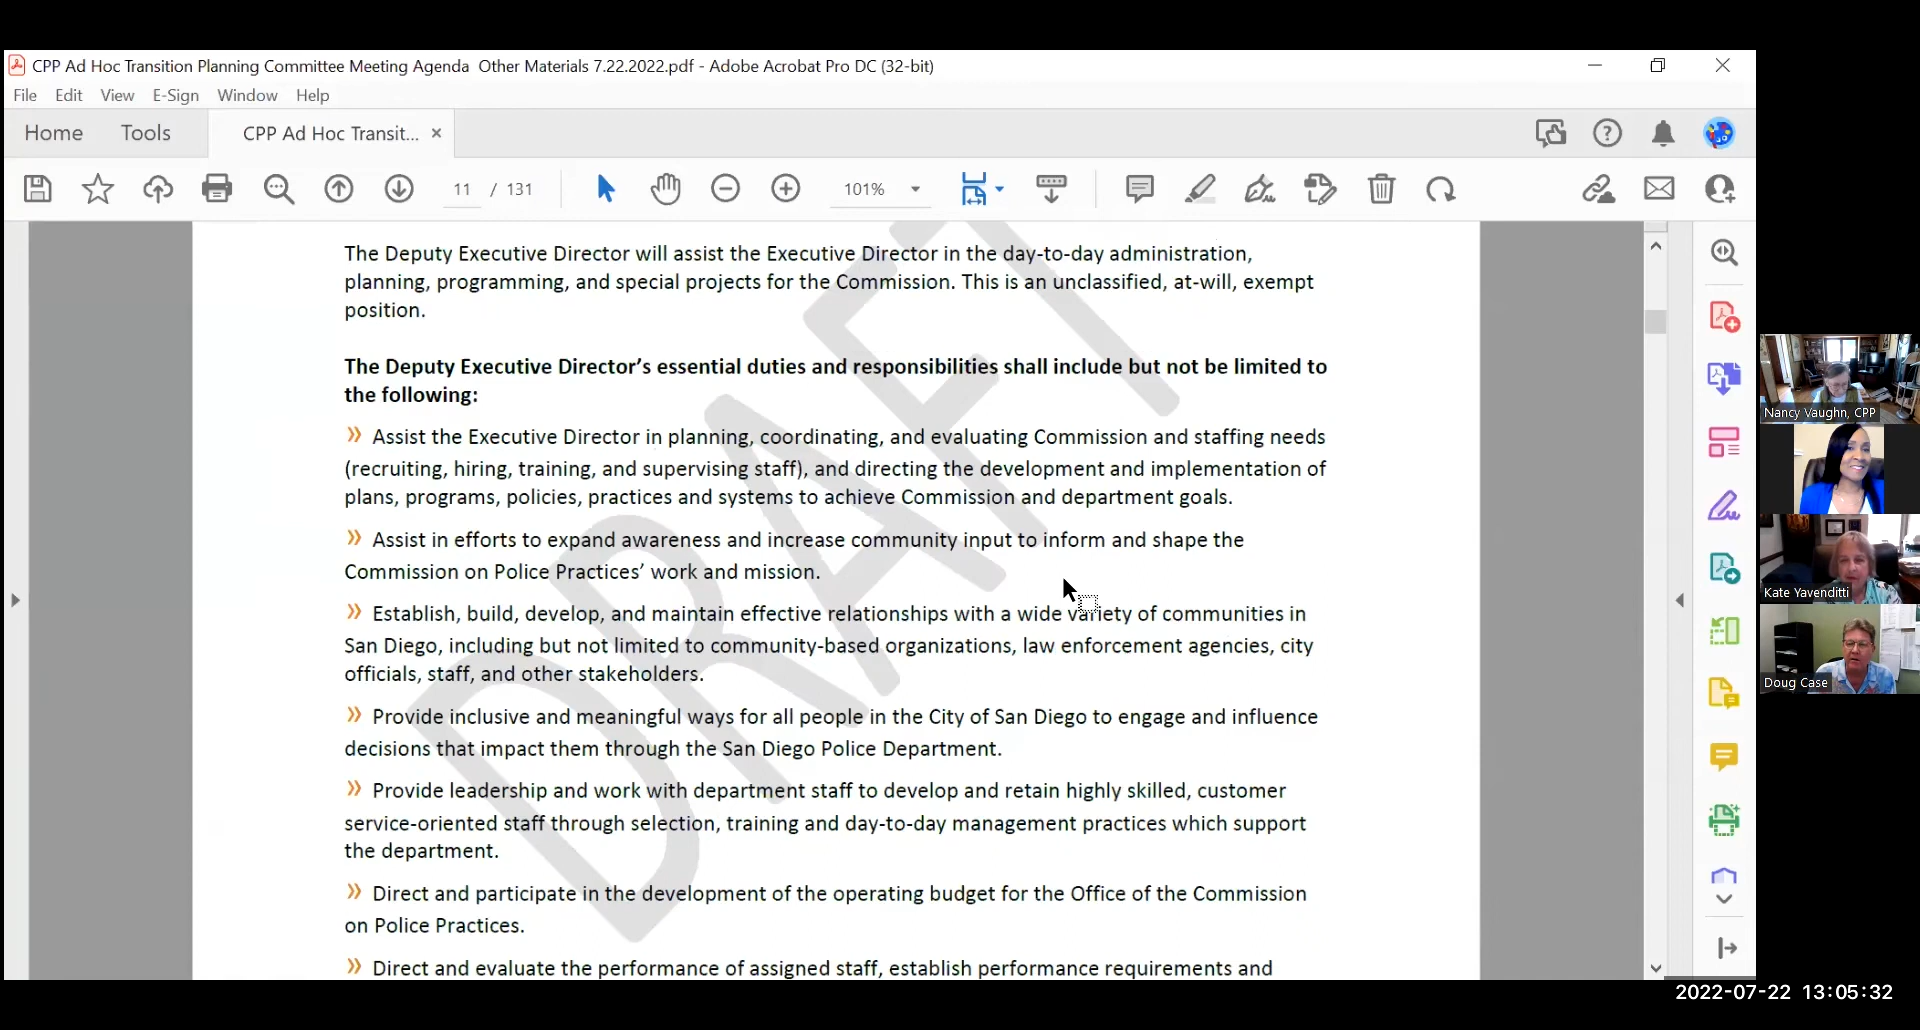 CPP Ad Hoc Transition Planning Committee Meeting Agenda  Other Materials 7.22.2022.pdf - Adobe Acrobat Pro DC (32-bit)
File Edit View E-Sign Window Help
Home Tools CPP Ad Hoc Transit... ×
11 / 131 101%
DRAFT
The Deputy Executive Director will assist the Executive Director in the day-to-day administration,
planning, programming, and special projects for the Commission. This is an unclassified, at-will, exempt
position.
The Deputy Executive Director’s essential duties and responsibilities shall include but not be limited to
the following:
» Assist the Executive Director in planning, coordinating, and evaluating Commission and staffing needs
(recruiting, hiring, training, and supervising staff), and directing the development and implementation of
plans, programs, policies, practices and systems to achieve Commission and department goals.
» Assist in efforts to expand awareness and increase community input to inform and shape the
Commission on Police Practices’ work and mission.
» Establish, build, develop, and maintain effective relationships with a wide variety of communities in
San Diego, including but not limited to community-based organizations, law enforcement agencies, city
officials, staff, and other stakeholders.
» Provide inclusive and meaningful ways for all people in the City of San Diego to engage and influence
decisions that impact them through the San Diego Police Department.
» Provide leadership and work with department staff to develop and retain highly skilled, customer
service-oriented staff through selection, training and day-to-day management practices which support
the department.
» Direct and participate in the development of the operating budget for the Office of the Commission
on Police Practices.
» Direct and evaluate the performance of assigned staff, establish performance requirements and
Nancy Vaughn, CPP
Kate Yavenditti
Doug Case
2022-07-22 13:05:32